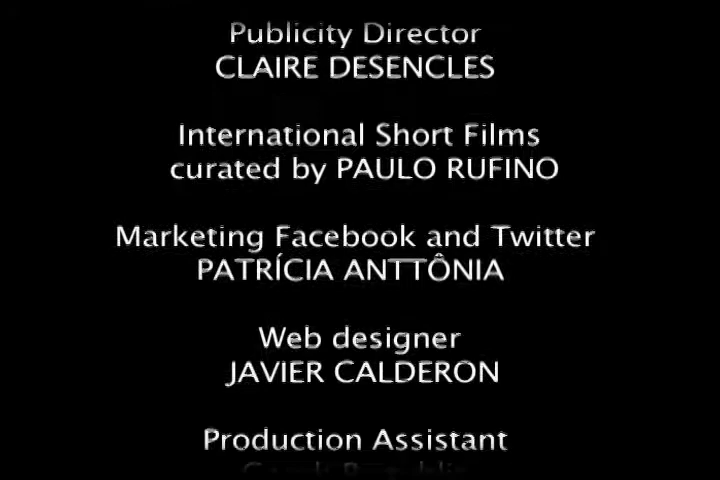 Publicity Director
CLAIRE DESENCLES
International Short Films
curated by PAULO RUFINO
Marketing Facebook and Twitter
PATRÍCIA ANTTÔNIA
Web designer
JAVIER CALDERON
Production Assistant